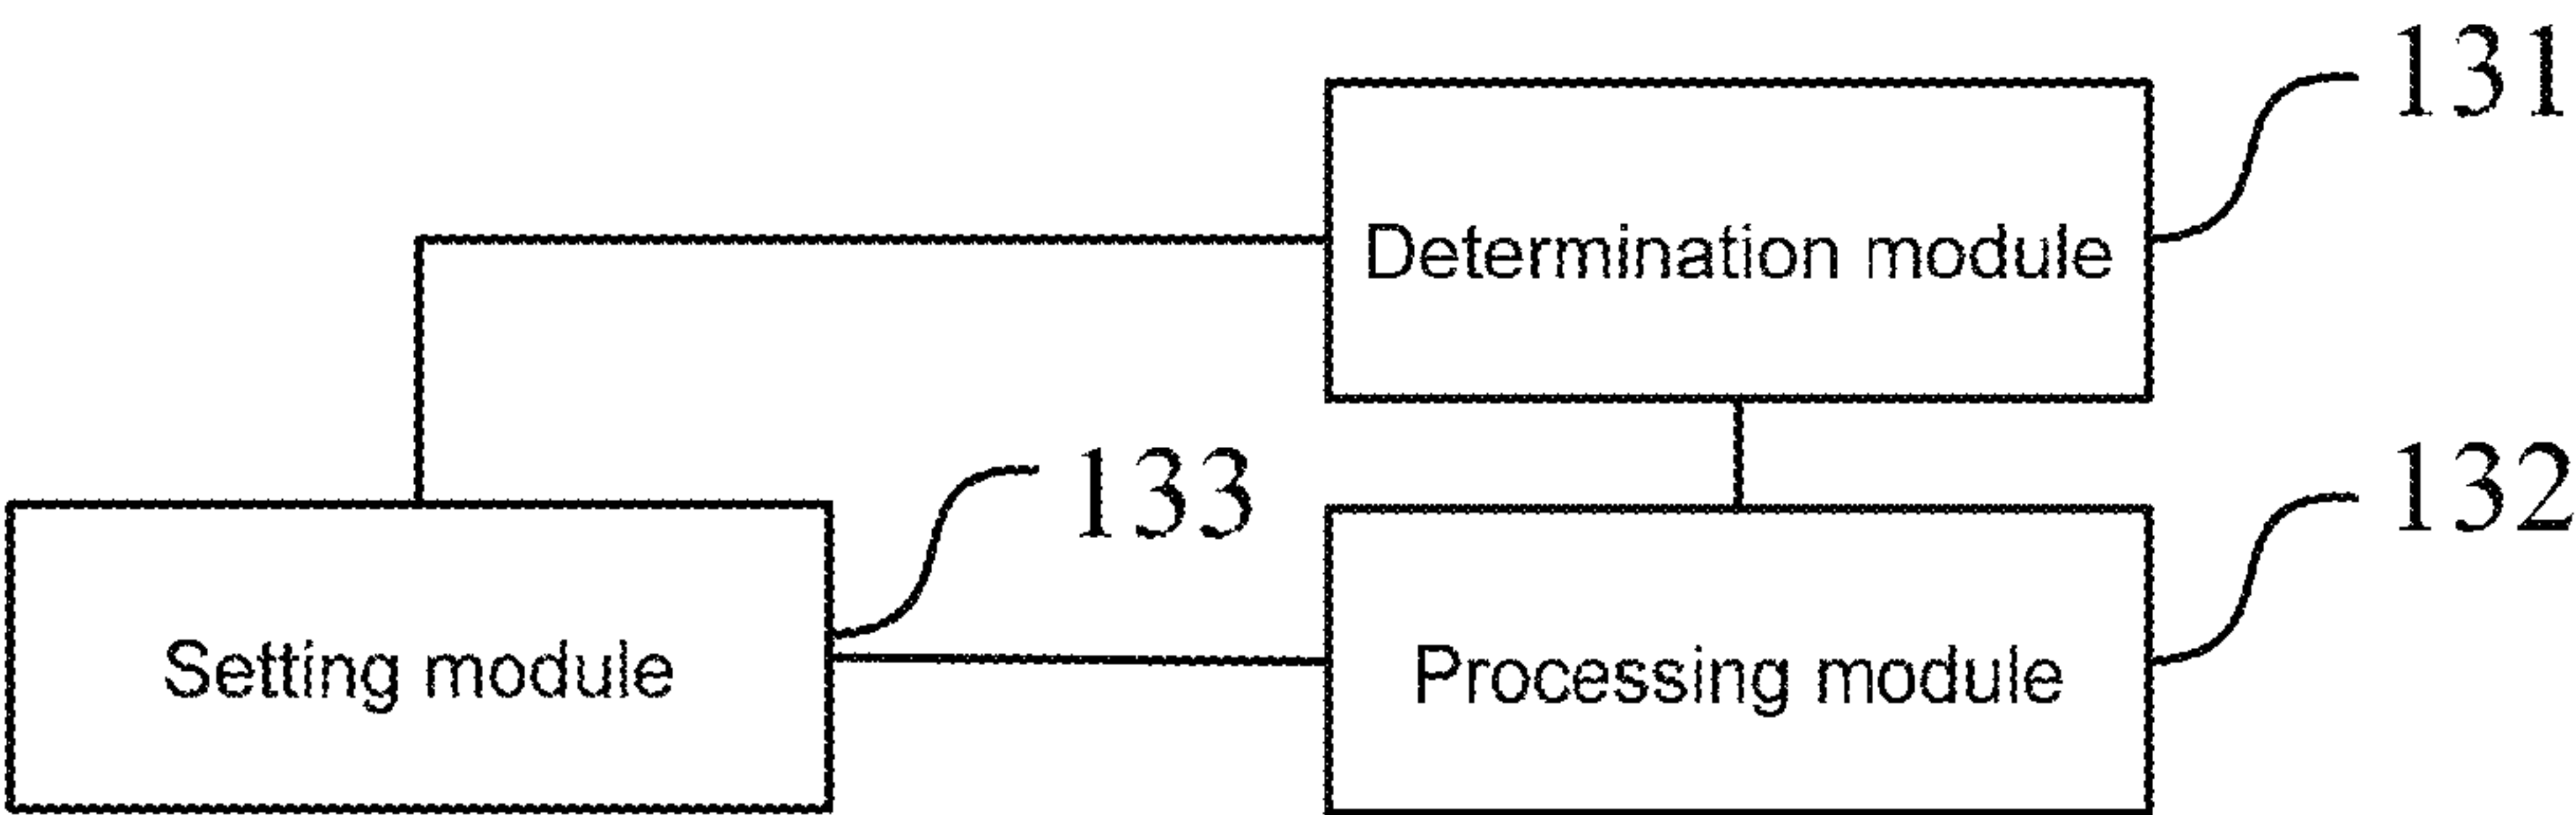 131
Determination module
133
132
Setting module
Processing module